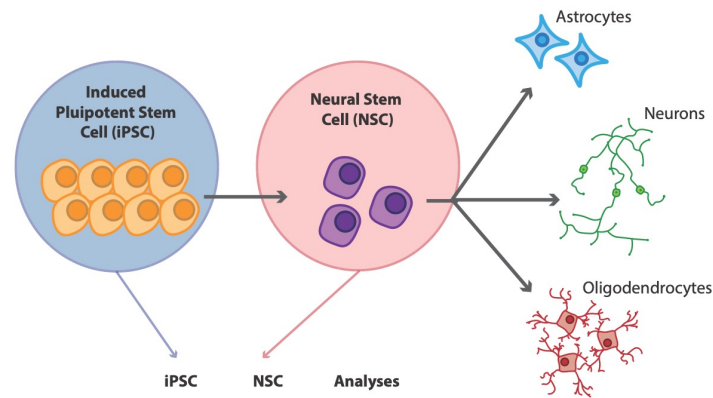 Astrocytes
Induced
Pluipotent Stem
Cell (iPSC)
Neural Stem
Cell (NSC)
Neurons
Oligodendrocytes
iPSC NSC Analyses